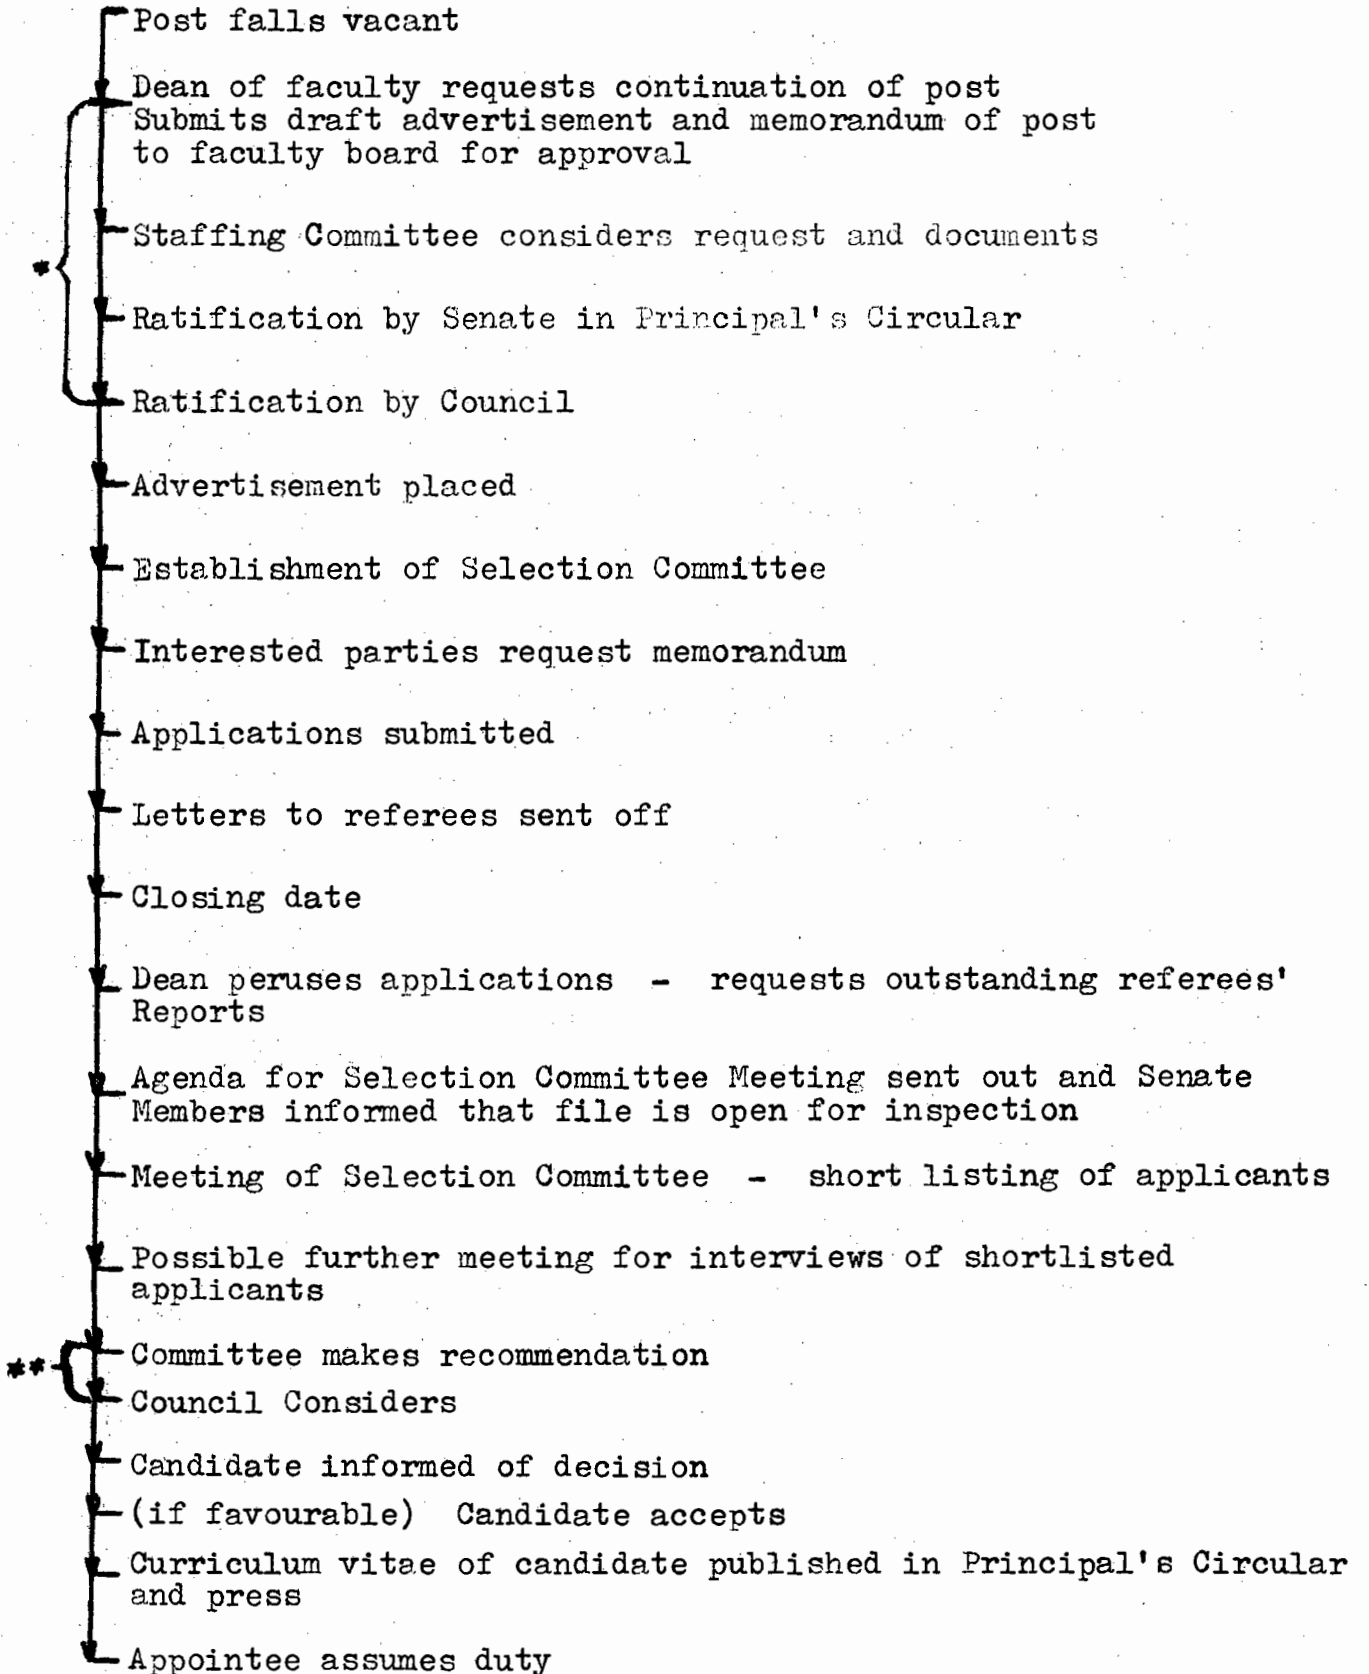 Post falls vacant
Dean of faculty requests continuation of post
Submits draft advertisement and memorandum of post
to faculty board for approval
Staffing Committee considers request and documents
*
Ratification by Senate in Principal's Circular
Ratification by Council
Advertisement placed
Establishment of Selection Committee
Interested parties request memorandum
Applications submitted
Letters to referees sent off
Closing date
Dean peruses applications - requests outstanding referees'
Reports
Agenda for Selection Committee Meeting sent out and Senate
Members informed that file is open for inspection
Meeting of Selection Committee - short listing of applicants
Possible further meeting for interviews of shortlisted
applicants
Committee makes recommendation
**
Council Considers
Candidate informed of decision
(if favourable) Candidate accepts
Curriculum vitae of candidate published in Principal's Circular
and press
Appointee assumes duty